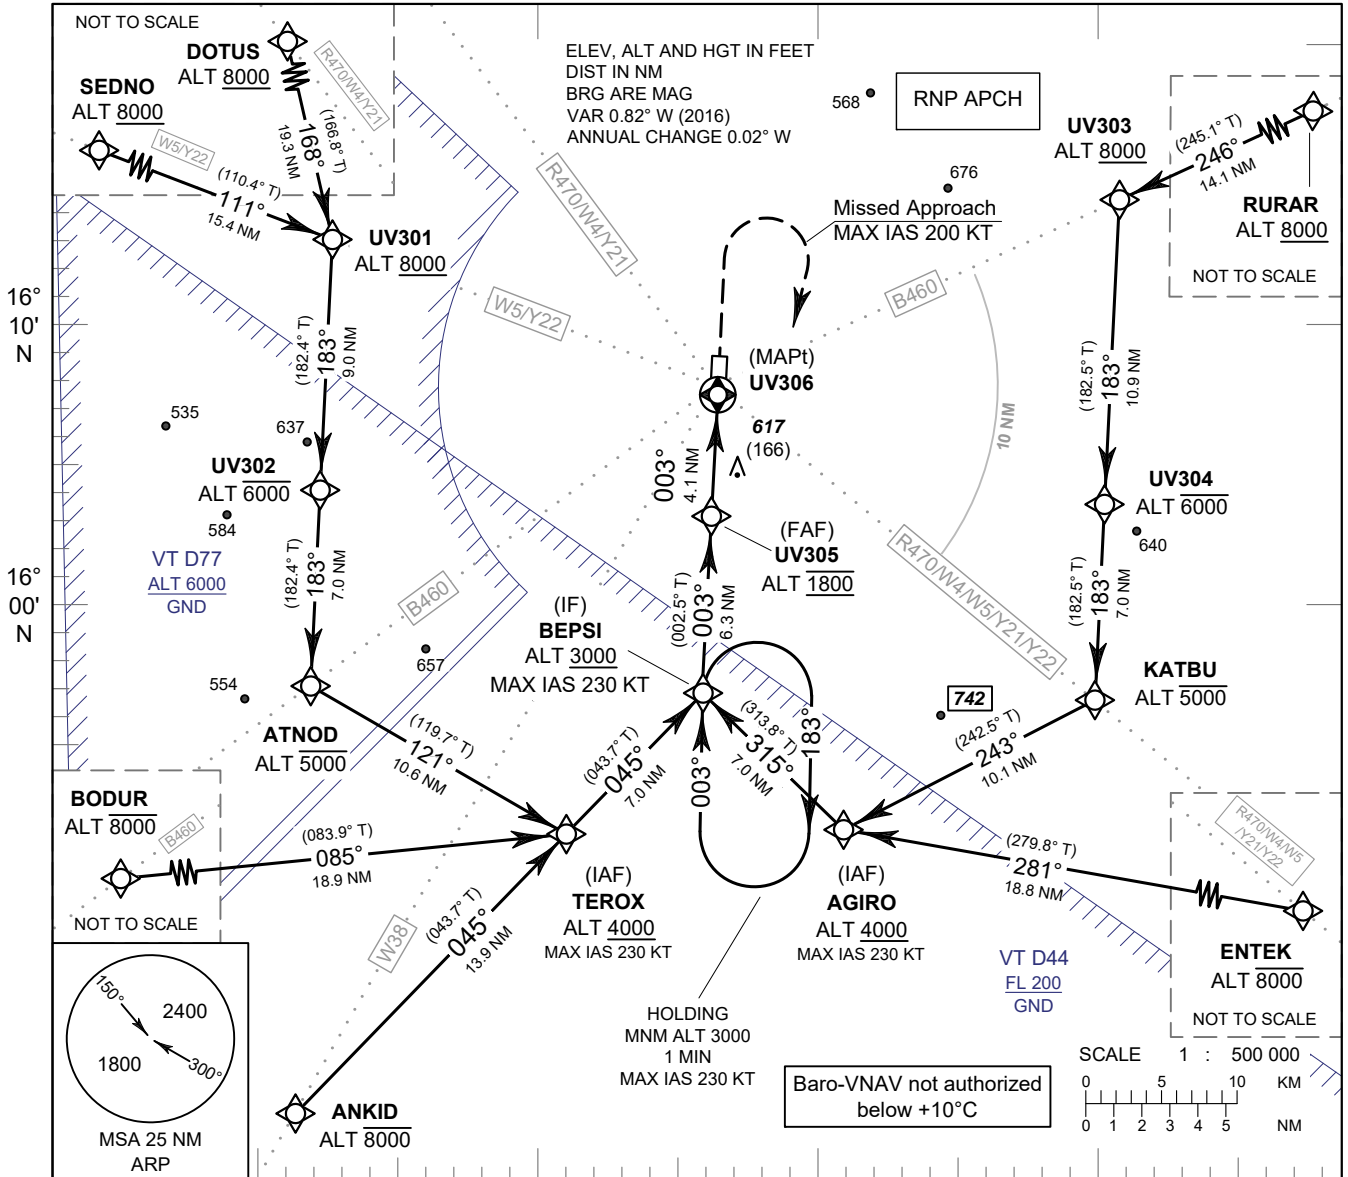 NOT TO SCALE
DOTUS
ALT 8000
R470/W4/Y21
SEDNO
ALT 8000
W5/Y22
(166.8° T)
168°
19.3 NM
(110.4° T)
111°
15.4 NM
UV301
ALT 8000
ELEV, ALT AND HGT IN FEET
DIST IN NM
BRG ARE MAG
VAR 0.82° W (2016)
ANNUAL CHANGE 0.02° W
568
RNP APCH
676
Missed Approach
MAX IAS 200 KT
UV303
ALT 8000
(245.1° T)
246°
14.1 NM
RURAR
ALT 8000
NOT TO SCALE
R470/W4/Y21
W5/Y22
B460
16°
10'
N
(182.4° T)
183°
9.0 NM
(MAPt)
UV306
617
(166)
10 NM
(182.5° T)
183°
10.9 NM
535
637
UV302
ALT 6000
584
VT D77
ALT 6000
GND
003°
4.1 NM
(FAF)
UV305
ALT 1800
UV304
ALT 6000
640
R470/W4/W5/Y21/Y22
16°
00'
N
(182.4° T)
183°
7.0 NM
B460
(IF)
BEPSI
ALT 3000
MAX IAS 230 KT
(002.5° T)
003°
6.3 NM
(182.5° T)
183°
7.0 NM
657
554
ATNOD
ALT 5000
742
KATBU
ALT 5000
(119.7° T)
121°
10.6 NM
(043.7° T)
045°
7.0 NM
003°
183°
(313.8° T)
315°
7.0 NM
(242.5° T)
243°
10.1 NM
BODUR
ALT 8000
B460
NOT TO SCALE
(083.9° T)
085°
18.9 NM
(IAF)
TEROX
ALT 4000
MAX IAS 230 KT
(IAF)
AGIRO
ALT 4000
MAX IAS 230 KT
(279.8° T)
281°
18.8 NM
R470/W4/W5
/Y21/Y22
ENTEK
ALT 8000
NOT TO SCALE
W38
(043.7° T)
045°
13.9 NM
VT D44
FL 200
GND
150°
2400
1800
300°
MSA 25 NM
ARP
ANKID
ALT 8000
HOLDING
MNM ALT 3000
1 MIN
MAX IAS 230 KT
Baro-VNAV not authorized
below +10°C
SCALE 1 : 500 000
0 5 10 KM
0 1 2 3 4 5 NM